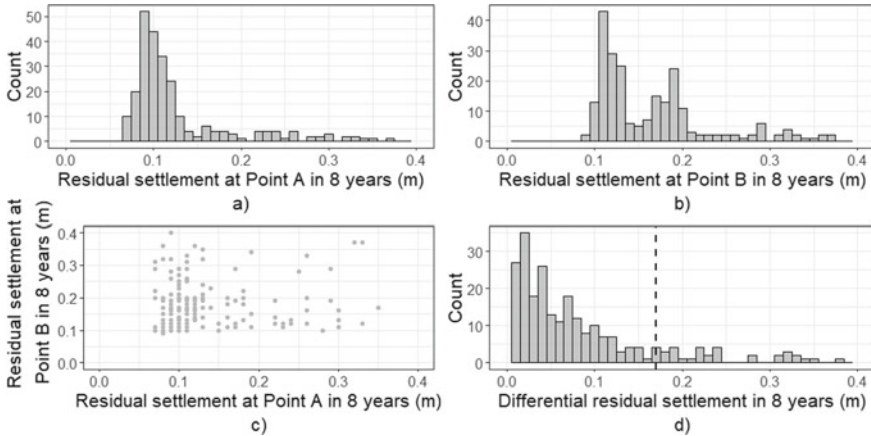 50
40
30
20
10
0
Count
0.0 0.1 0.2 0.3 0.4
Residual settlement at Point A in 8 years (m)
a)
40
30
20
10
0
Count
0.0 0.1 0.2 0.3 0.4
Residual settlement at Point B in 8 years (m)
b)
Residual settlement at
Point B in 8 years (m)
0.4
0.3
0.2
0.1
0.0
0.0 0.1 0.2 0.3 0.4
Residual settlement at Point A in 8 years (m)
c)
30
20
10
0
Count
0.0 0.1 0.2 0.3 0.4
Differential residual settlement in 8 years (m)
d)